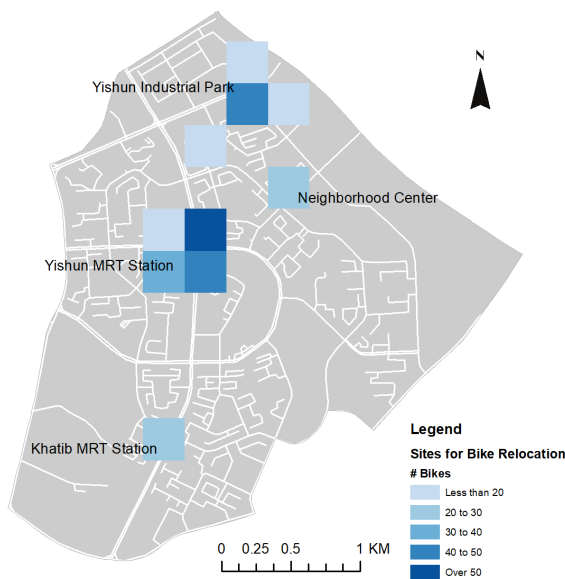 N
Yishun Industrial Park
Neighborhood Center
Yishun MRT Station
Khatib MRT Station
Legend
Sites for Bike Relocation
# Bikes
Less than 20
20 to 30
30 to 40
40 to 50
Over 50
0 0.25 0.5 1 KM